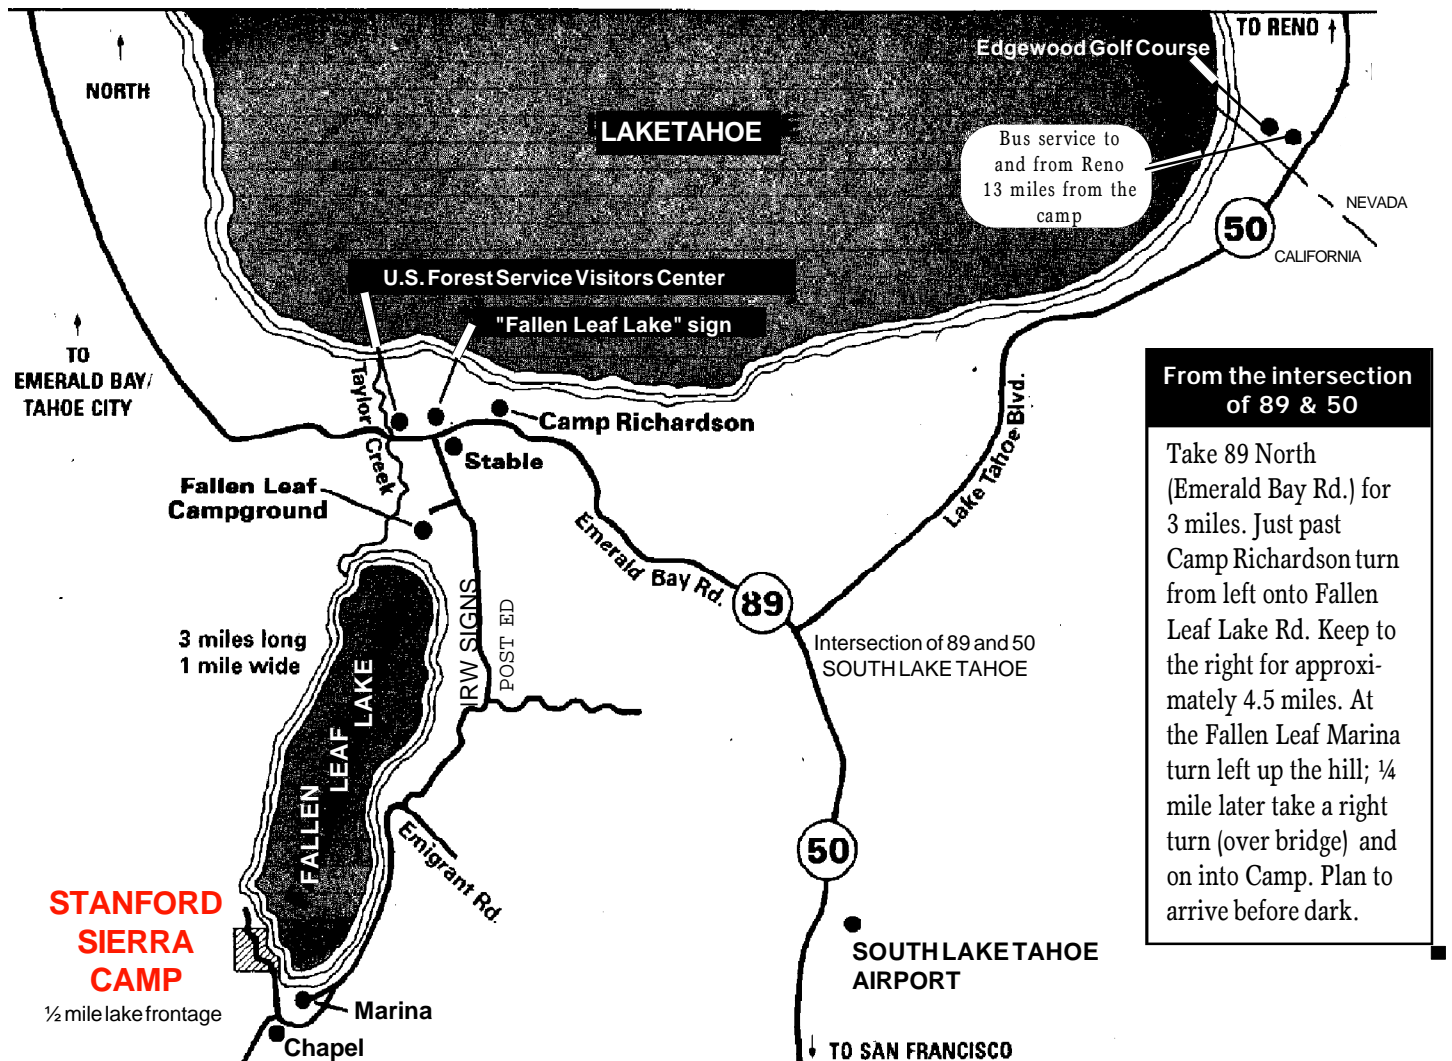 TO RENO
Edgewood Golf Course
NORTH
LAKETAHOE
Bus service to
and from Reno
13 miles from the
camp
NEVADA
50
CALIFORNIA
U.S. Forest Service Visitors Center
"Fallen Leaf Lake" sign
TO
EMERALD BAY/
TAHOE CITY
Taylor Creek
Camp Richardson
Stable
Lake Tahoe Blvd.
Fallen Leaf
Campground
Emerald Bay Rd.
89
IRW SIGNS
POST ED
3 miles long
1 mile wide
Intersection of 89 and 50
SOUTH LAKE TAHOE
FALLEN
LEAF
LAKE
Emigrant Rd.
50
STANFORD
SIERRA
CAMP
½ mile lake frontage
SOUTH LAKE TAHOE
AIRPORT
Marina
Chapel
TO SAN FRANCISCO
From the intersection
of 89 & 50
Take 89 North
(Emerald Bay Rd.) for
3 miles. Just past
Camp Richardson turn
from left onto Fallen
Leaf Lake Rd. Keep to
the right for approxi-
mately 4.5 miles. At
the Fallen Leaf Marina
turn left up the hill; ¼
mile later take a right
turn (over bridge) and
on into Camp. Plan to
arrive before dark.